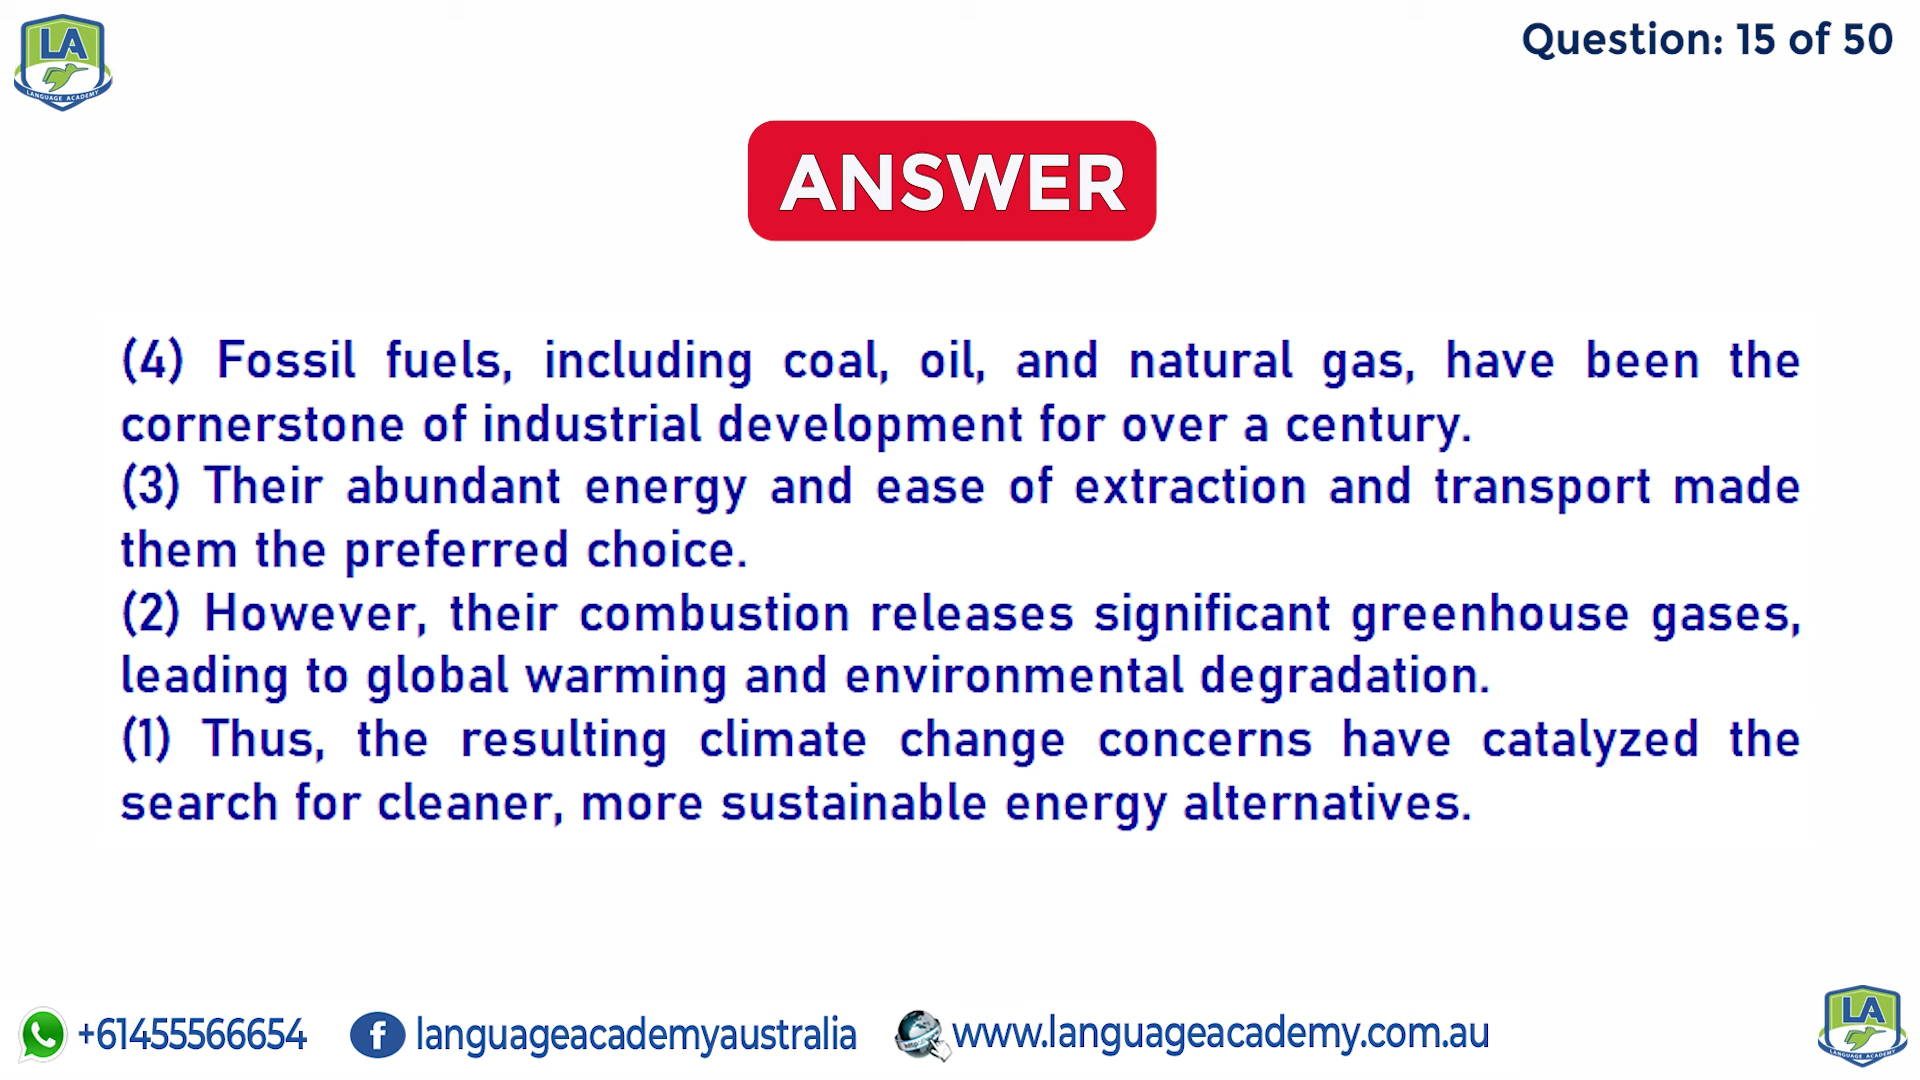 LA
LANGUAGE ACADEMY
Question: 15 of 50
ANSWER
(4) Fossil fuels, including coal, oil, and natural gas, have been the
cornerstone of industrial development for over a century.
(3) Their abundant energy and ease of extraction and transport made
them the preferred choice.
(2) However, their combustion releases significant greenhouse gases,
leading to global warming and environmental degradation.
(1) Thus, the resulting climate change concerns have catalyzed the
search for cleaner, more sustainable energy alternatives.
+61455566654
f
languageacademyaustralia
http://
www.languageacademy.com.au
LA
LANGUAGE ACADEMY